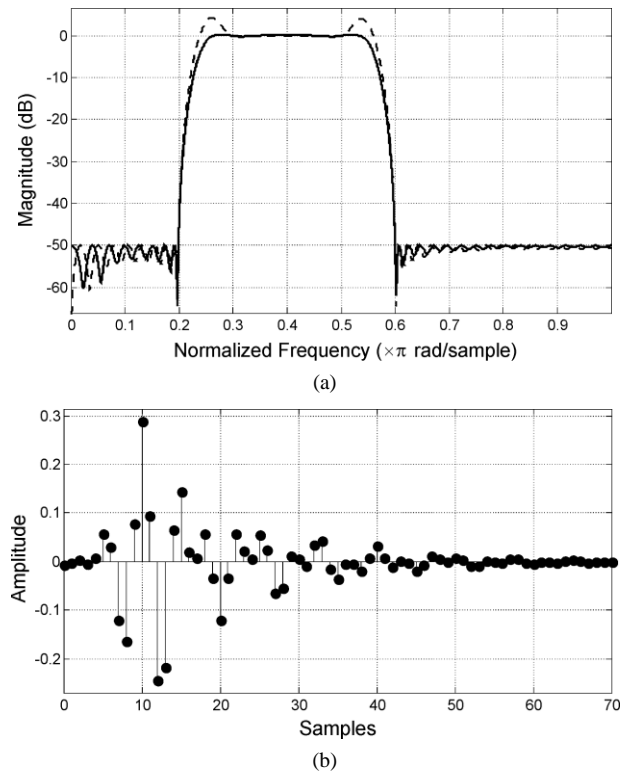 0
-10
-20
-30
-40
-50
-60
Magnitude (dB)
0 0.1 0.2 0.3 0.4 0.5 0.6 0.7 0.8 0.9
Normalized Frequency (×π rad/sample)
(a)
0.3
0.2
0.1
0
-0.1
-0.2
Amplitude
0 10 20 30 40 50 60 70
Samples
(b)